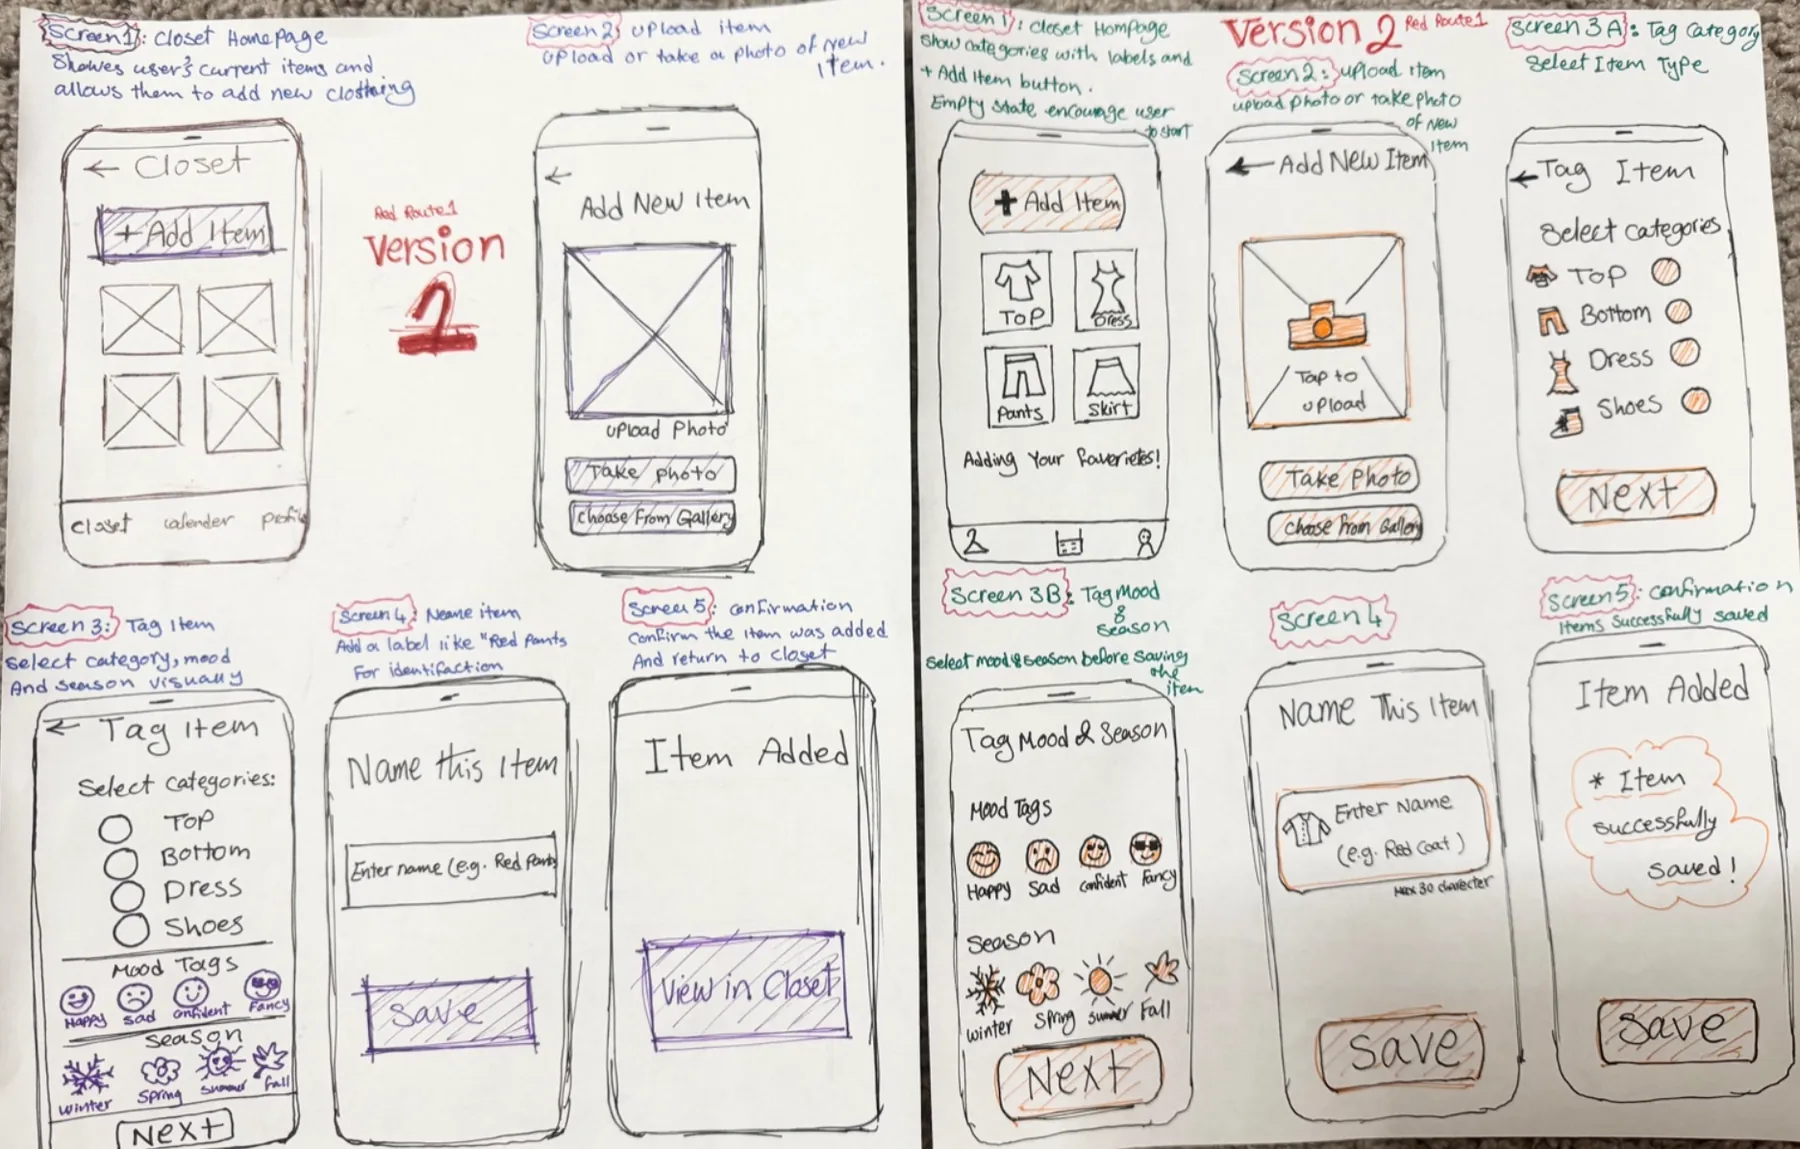 Screen 1: Closet Homepage
Showes user's current items and
allows them to add new clothing
← Closet
+ Add Item
closet calender profile
Red Route1
Version
1
Screen 2: Upload item
Upload or take a photo of new
item.
←
Add New Item
Upload Photo
Take photo
Choose From Gallery
Screen 3: Tag Item
Select category, mood
And season visually
← Tag Item
Select Categories:
Top
Bottom
Dress
Shoes
Mood Tags
Happy Sad Confident Fancy
Season
winter Spring Summer Fall
Next
Screen 4: Neame item
Add a label like "Red Pants
For identifaction
Name this Item
Enter name (e.g. Red Pants
Save
Screen 5: Confirmation
Confirm the item was added
And return to closet
Item Added
View in Closet
Version 2 Red Route1
Screen 1: Closet Hompage
Show categories with labels and
+ Add Item button.
Empty state encourage user
to start
+ Add Item
Top
Dress
Pants
Skirt
Adding Your Faverietes!
Screen 2: Upload item
upload photo or take photo
of New
item
← Add New Item
Tap to
upload
Take Photo
Choose from Gallery
Screen 3A: Tag Category
Select Item Type
← Tag Item
Select Categories
Top
Bottom
Dress
Shoes
Next
Screen 3B: Tag Mood
&
Season
Select mood & season before saving
the
item
Tag Mood & Season
Mood Tags
Happy Sad Confident Fancy
Season
winter Spring summer Fall
Next
Screen 4
Name This Item
Enter Name
(e.g. Red Coat)
Max 30 charecter
Save
Screen 5: Confirmation
Items successfully saved
Item Added
* Item
successfully
saved!
Save